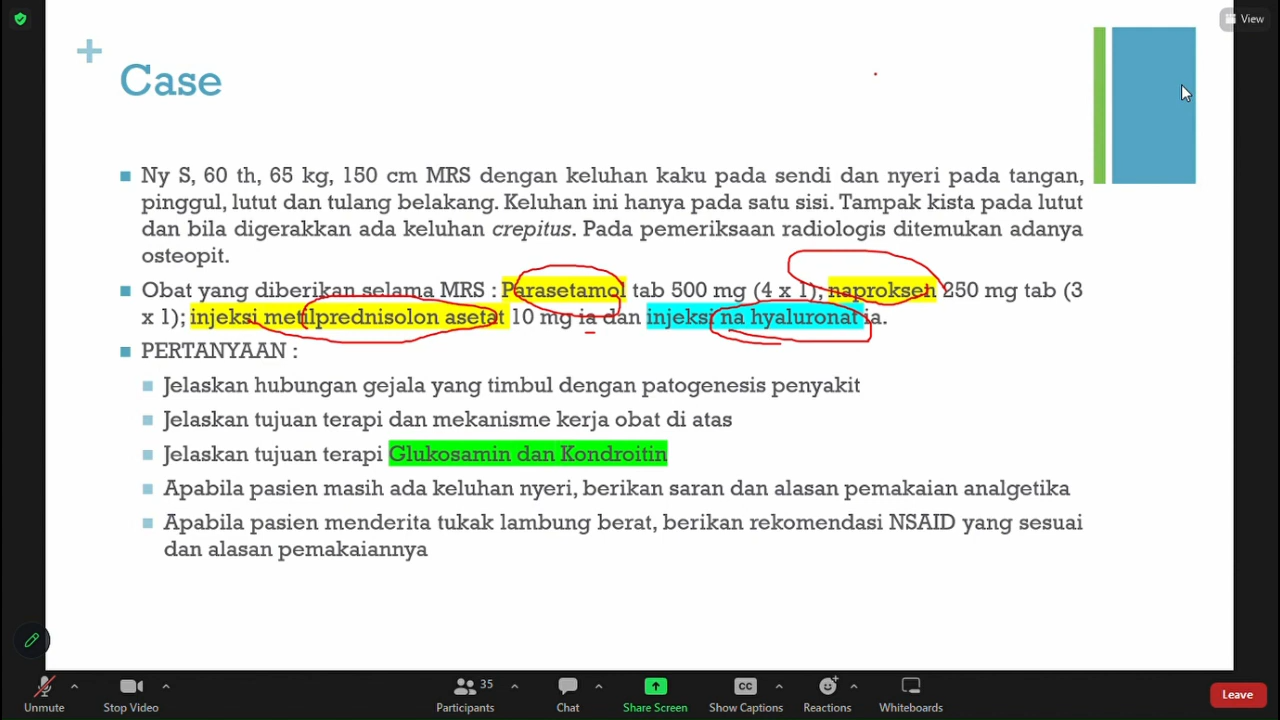 View
Case
Ny S, 60 th, 65 kg, 150 cm MRS dengan keluhan kaku pada sendi dan nyeri pada tangan,
pinggul, lutut dan tulang belakang. Keluhan ini hanya pada satu sisi. Tampak kista pada lutut
dan bila digerakkan ada keluhan crepitus. Pada pemeriksaan radiologis ditemukan adanya
osteopit.
Obat yang diberikan selama MRS : Parasetamol tab 500 mg (4 x 1), naproksen 250 mg tab (3
x 1); injeksi metilprednisolon asetat 10 mg ia dan injeksi na hyaluronat ia.
PERTANYAAN :
Jelaskan hubungan gejala yang timbul dengan patogenesis penyakit
Jelaskan tujuan terapi dan mekanisme kerja obat di atas
Jelaskan tujuan terapi Glukosamin dan Kondroitin
Apabila pasien masih ada keluhan nyeri, berikan saran dan alasan pemakaian analgetika
Apabila pasien menderita tukak lambung berat, berikan rekomendasi NSAID yang sesuai
dan alasan pemakaiannya
35
CC
Unmute Stop Video Participants Chat Share Screen Show Captions Reactions Whiteboards Leave